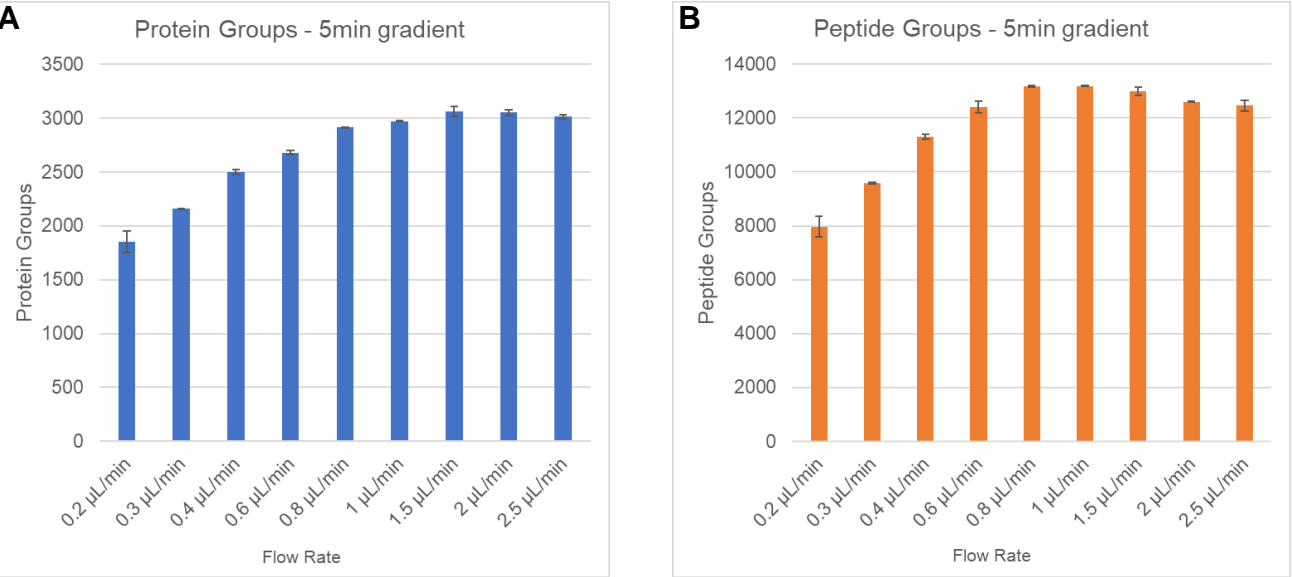 A
Protein Groups - 5min gradient
3500
3000
2500
2000
1500
1000
500
0
Protein Groups
0.2 µL/min
0.3 µL/min
0.4 µL/min
0.6 µL/min
0.8 µL/min
1 µL/min
1.5 µL/min
2 µL/min
2.5 µL/min
Flow Rate
B
Peptide Groups - 5min gradient
14000
12000
10000
8000
6000
4000
2000
0
Peptide Groups
0.2 µL/min
0.3 µL/min
0.4 µL/min
0.6 µL/min
0.8 µL/min
1 µL/min
1.5 µL/min
2 µL/min
2.5 µL/min
Flow Rate